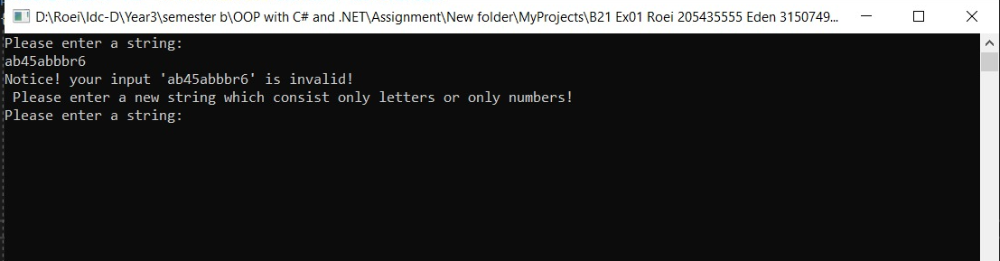 D:\Roei\Idc-D\Year3\semester b\OOP with C# and .NET\Assignment\New folder\MyProjects\B21 Ex01 Roei 205435555 Eden 3150749...
Please enter a string:
ab45abbbr6
Notice! your input 'ab45abbbr6' is invalid!
 Please enter a new string which consist only letters or only numbers!
Please enter a string: